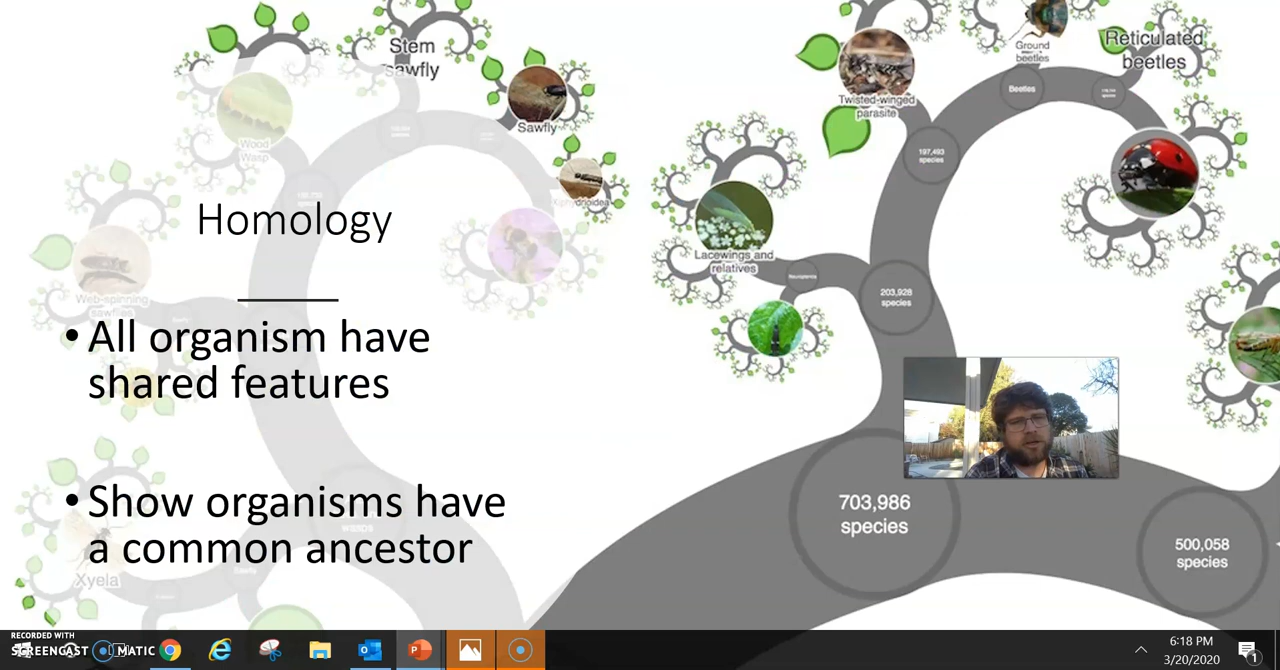 Stem
sawfly
Sawfly
Wood
Wasp
Web-spinning
sawflies
Xyela
Homology
• All organism have
shared features
• Show organisms have
a common ancestor
Twisted-winged
parasite
Ground
beetles
Reticulated
beetles
Beetles
197,493
species
Lacewings and
relatives
Neuroptera
203,928
species
703,986
species
500,058
species
RECORDED WITH
SCREENCAST MATIC
6:18 PM
3/20/2020
1